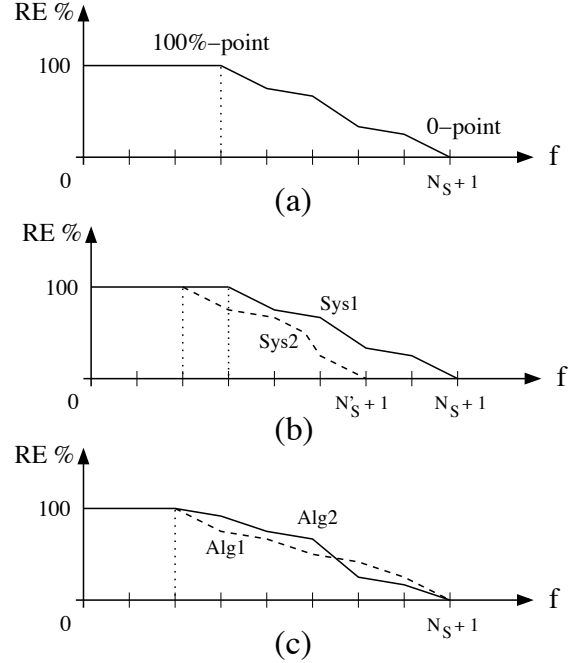 RE %
100%–point
100
0–point
f
0
N_S + 1
(a)
RE %
100
Sys1
Sys2
f
0
N'_S + 1
N_S + 1
(b)
RE %
100
Alg2
Alg1
f
0
N_S + 1
(c)